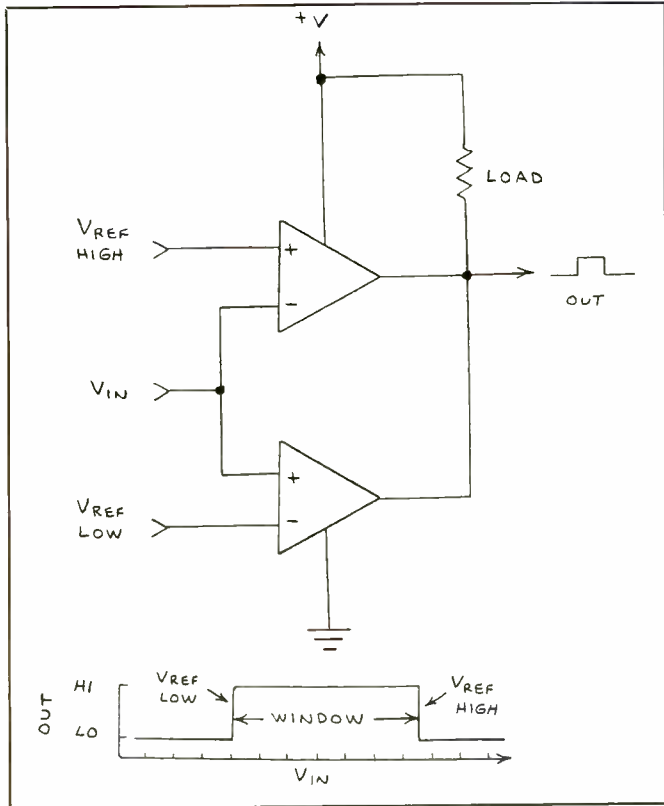 +V
LOAD
VREF
HIGH
+
−
OUT
VIN
+
−
VREF
LOW
HI
VREF
LOW
WINDOW
VREF
HIGH
OUT
LO
VIN